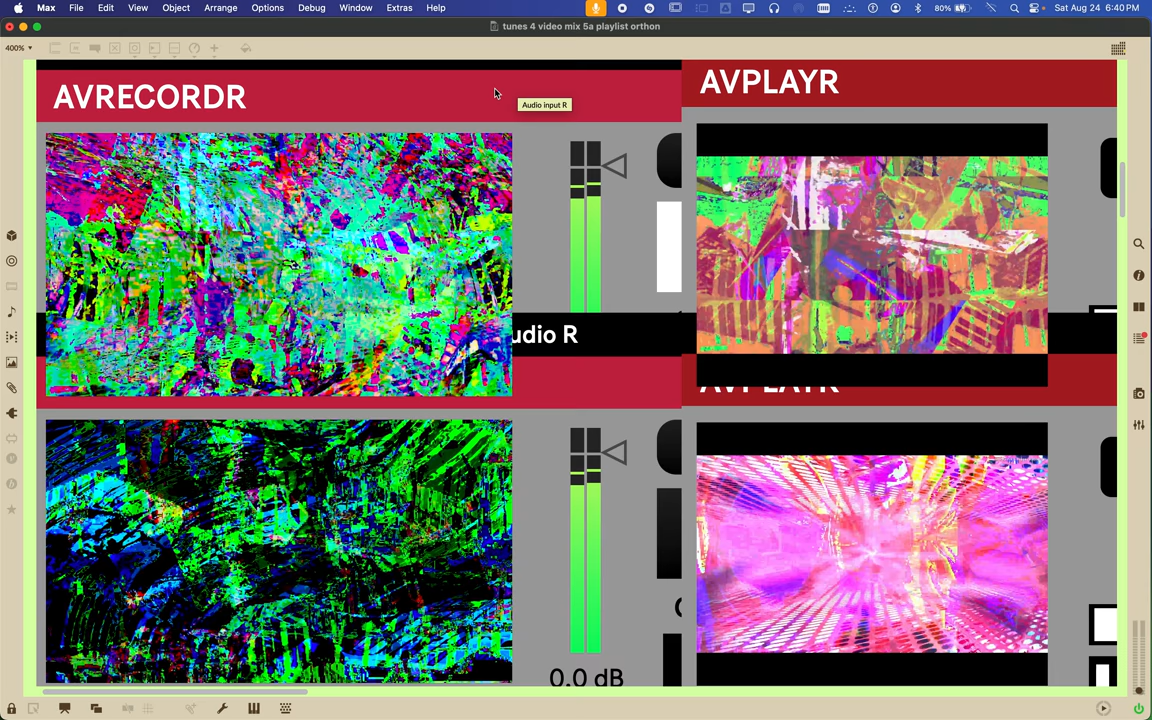 Max File Edit View Object Arrange Options Debug Window Extras Help
80% Sat Aug 24 6:40 PM
tunes 4 video mix 5a playlist orthon
400%
AVRECORDR
AVPLAYR
Audio input R
udio R
AVPLAYR
0.0 dB